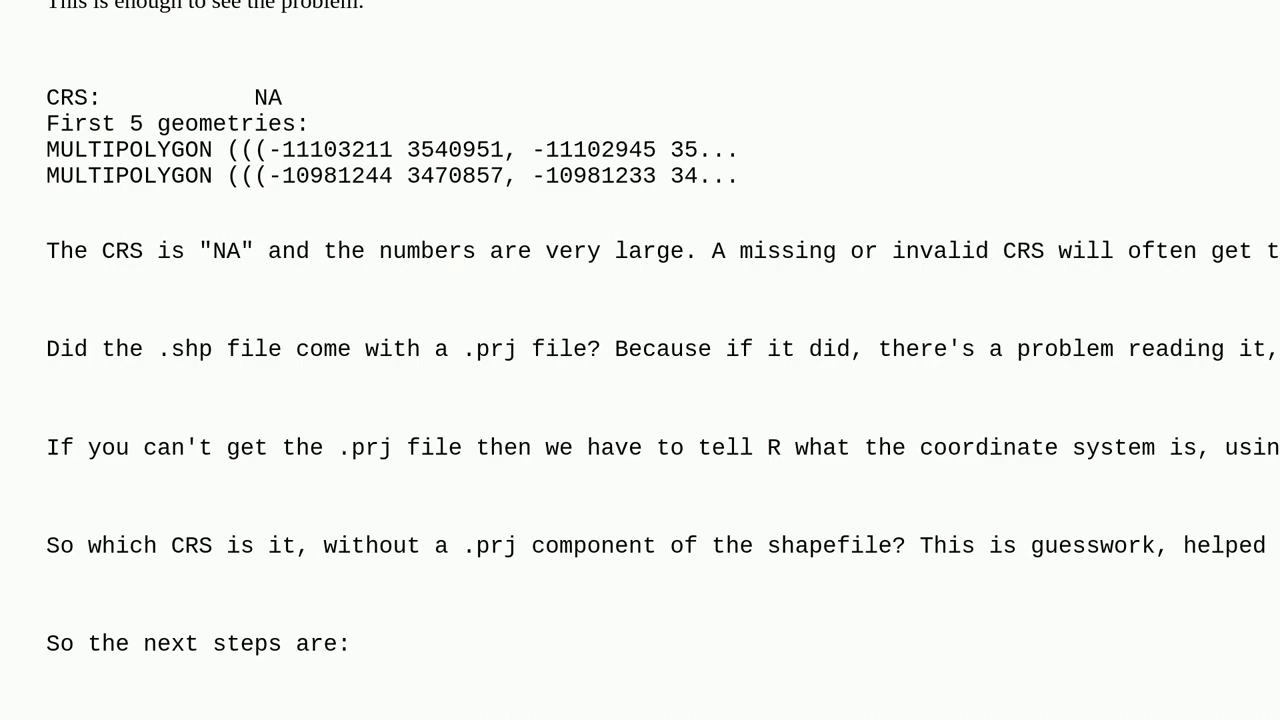 This is enough to see the problem.
CRS:           NA
First 5 geometries:
MULTIPOLYGON (((-11103211 3540951, -11102945 35...
MULTIPOLYGON (((-10981244 3470857, -10981233 34...
The CRS is "NA" and the numbers are very large. A missing or invalid CRS will often get t
Did the .shp file come with a .prj file? Because if it did, there's a problem reading it,
If you can't get the .prj file then we have to tell R what the coordinate system is, usin
So which CRS is it, without a .prj component of the shapefile? This is guesswork, helped
So the next steps are: